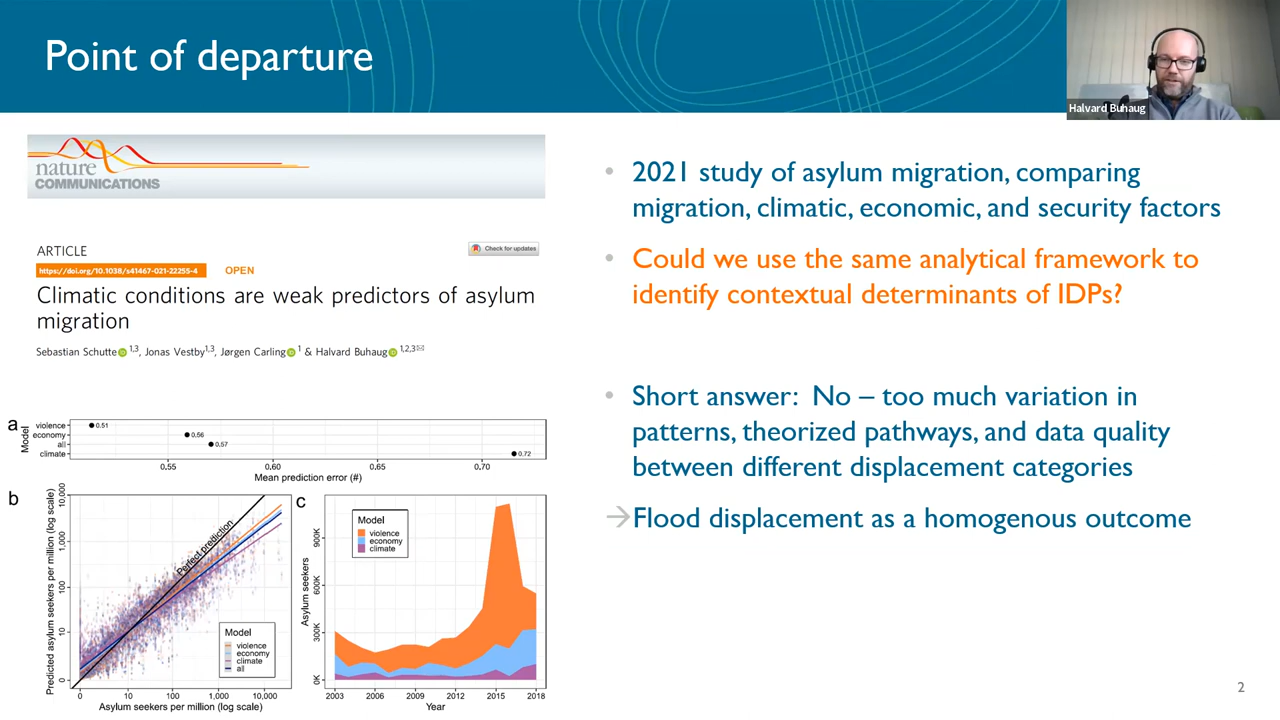 Point of departure
Halvard Buhaug
nature
COMMUNICATIONS
ARTICLE
Check for updates
https://doi.org/10.1038/s41467-021-22255-4
OPEN
Climatic conditions are weak predictors of asylum
migration
Sebastian Schutte 1,3, Jonas Vestby1,3, Jørgen Carling 1 & Halvard Buhaug 1,2,3✉
a
Model
violence
economy
all
climate
0.51
0.56
0.57
0.72
0.55 0.60 0.65 0.70
Mean prediction error (#)
b
Predicted asylum seekers per million (log scale)
10,000
1,000
100
10
0
Perfect prediction
Model
violence
economy
climate
all
0 10 100 1,000 10,000
Asylum seekers per million (log scale)
c
Asylum seekers
900K
600K
300K
0K
Model
violence
economy
climate
2003 2006 2009 2012 2015 2018
Year
• 2021 study of asylum migration, comparing
migration, climatic, economic, and security factors
• Could we use the same analytical framework to
identify contextual determinants of IDPs?
• Short answer: No – too much variation in
patterns, theorized pathways, and data quality
between different displacement categories
→Flood displacement as a homogenous outcome
2